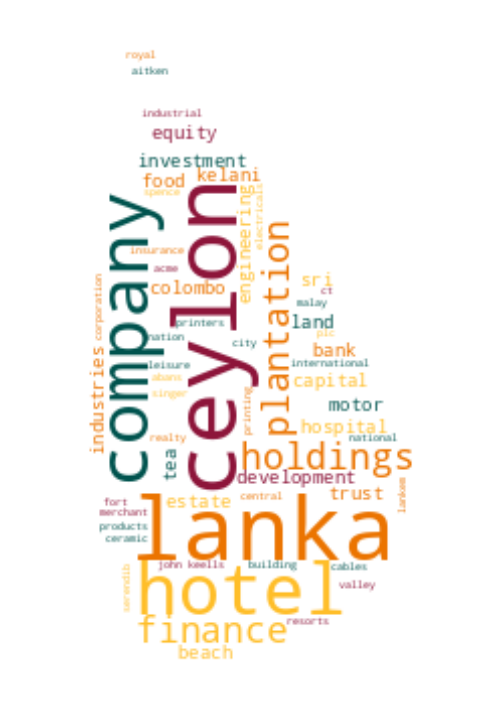 royal
aitken
industrial
equity
investment
food
kelani
spence
company
ceylon
engineering
electricals
plantation
insurance
acme
colombo
corporation
sri
ct
malay
printers
land
plc
nation
city
industries
bank
leisure
international
abans
capital
singer
printing
motor
hospital
realty
national
tea
holdings
development
central
trust
lankem
estate
fort
merchant
lanka
products
ceramic
john keells
building
cables
serendib
hotel
valley
finance
resorts
beach